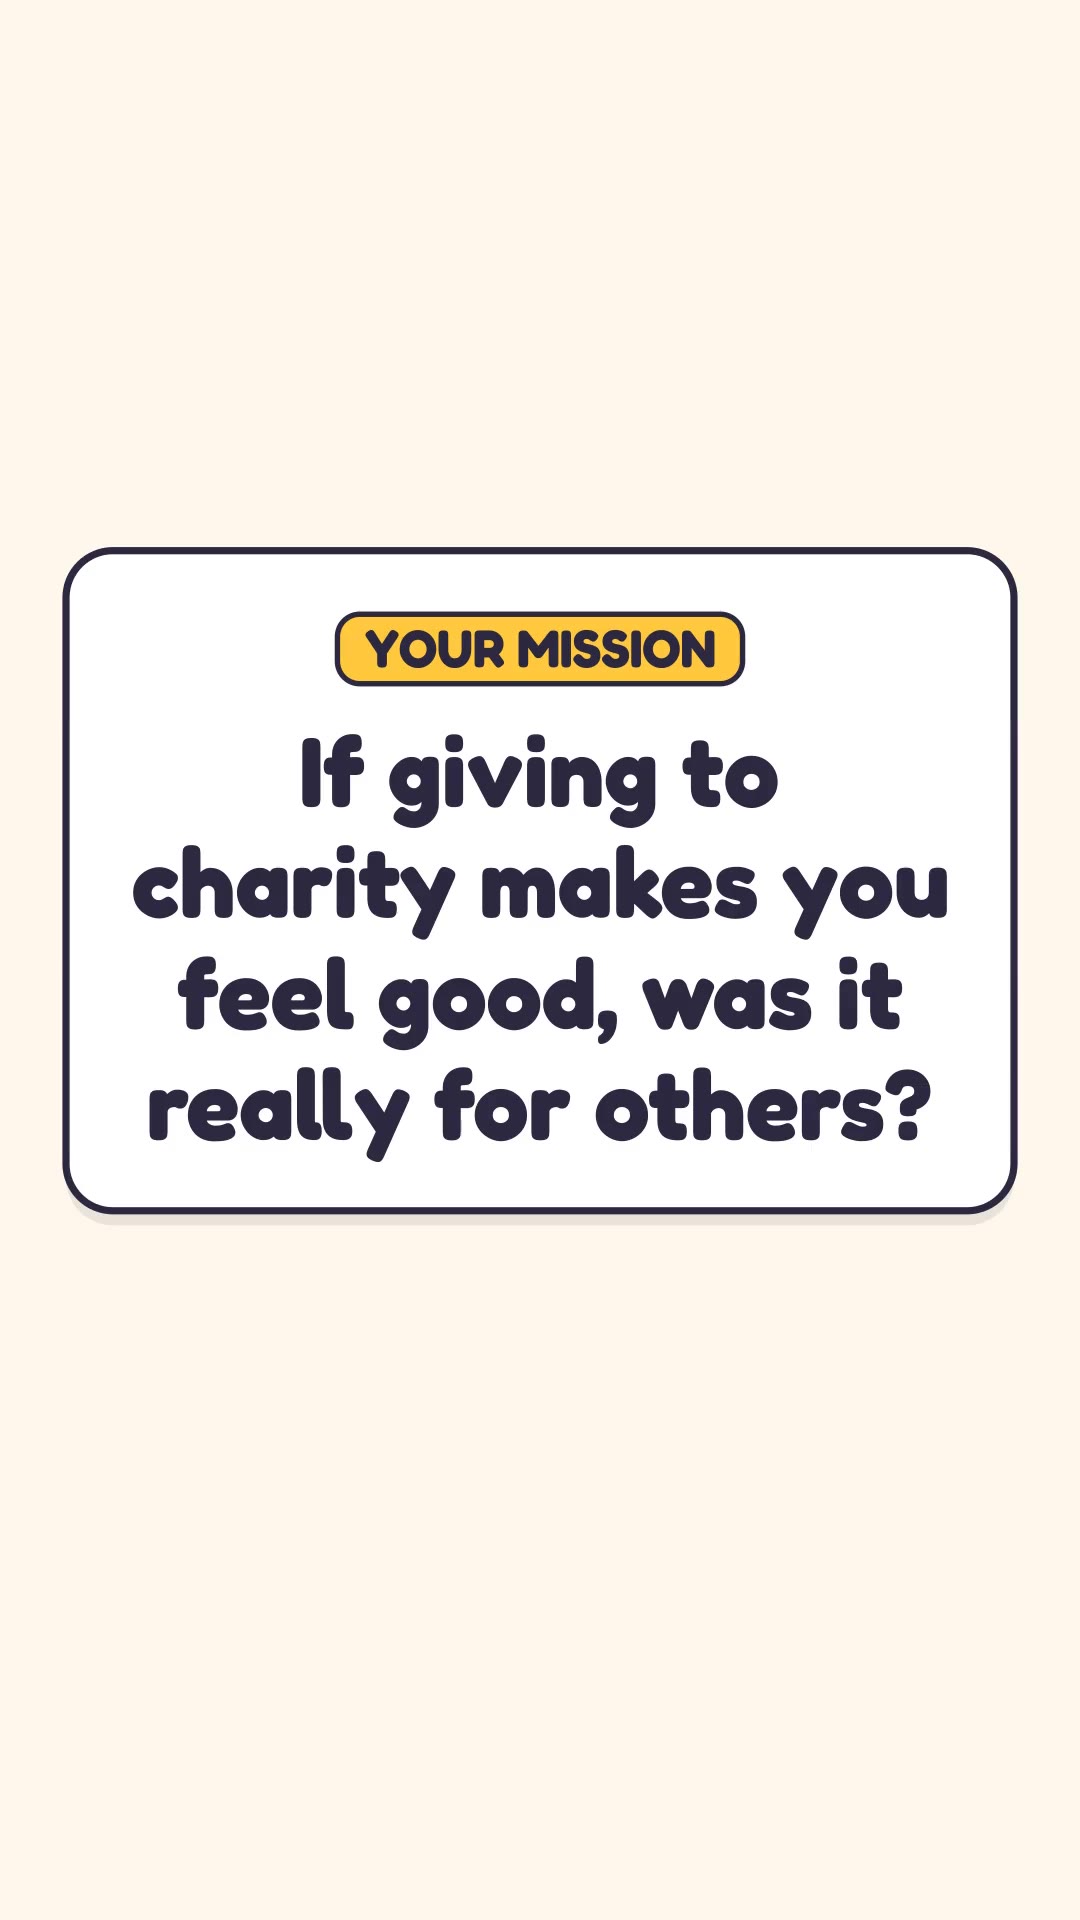 YOUR MISSION
If giving to
charity makes you
feel good, was it
really for others?